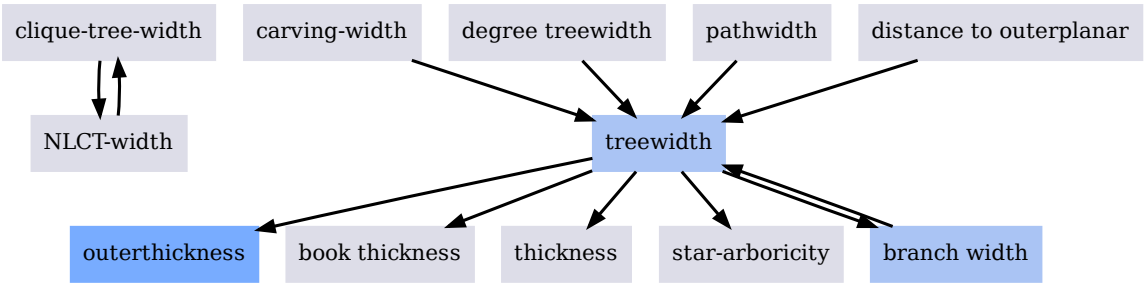 clique-tree-width
carving-width
degree treewidth
pathwidth
distance to outerplanar
NLCT-width
treewidth
outerthickness
book thickness
thickness
star-arboricity
branch width